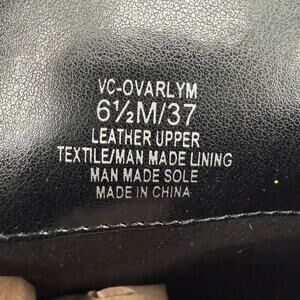 VC-OVARLYM
6½M/37
LEATHER UPPER
TEXTILE/MAN MADE LINING
MAN MADE SOLE
MADE IN CHINA